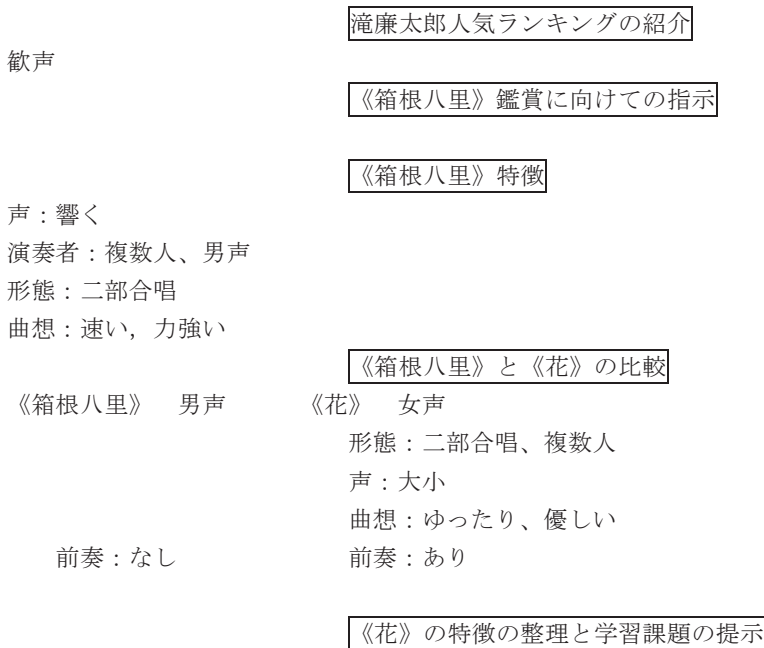 滝廉太郎人気ランキングの紹介
歓声
《箱根八里》鑑賞に向けての指示
《箱根八里》特徴
声：響く
演奏者：複数人、男声
形態：二部合唱
曲想：速い，力強い
《箱根八里》と《花》の比較
《箱根八里》　男声　　　《花》　女声
形態：二部合唱、複数人
声：大小
曲想：ゆったり、優しい
前奏：なし　　　前奏：あり
《花》の特徴の整理と学習課題の提示